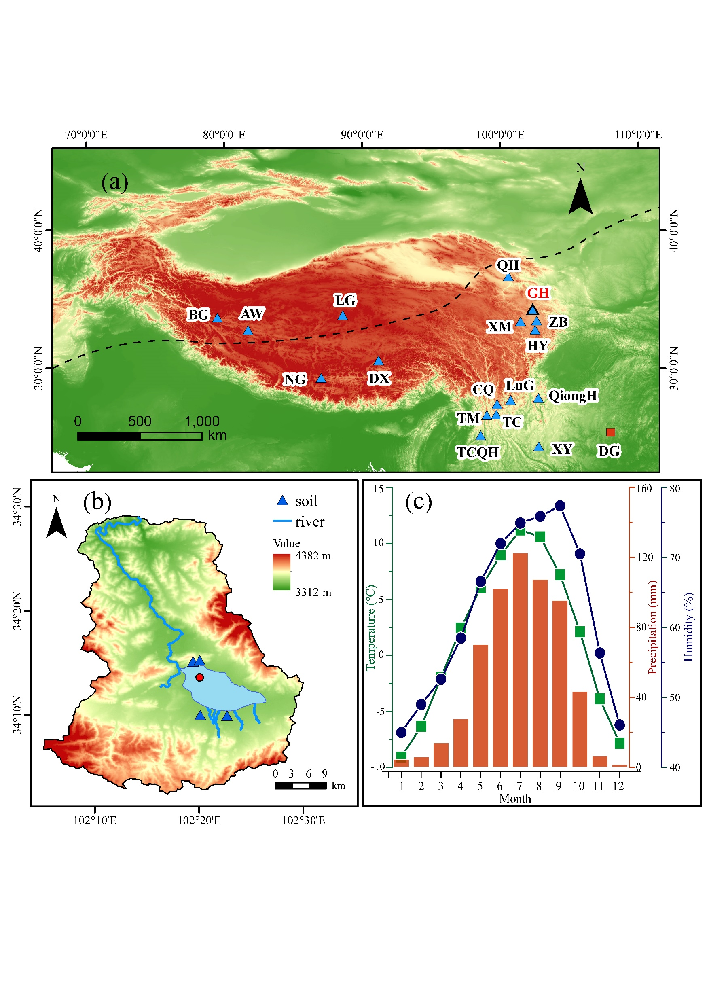 70°0'0"E 80°0'0"E 90°0'0"E 100°0'0"E 110°0'0"E
(a)
N
40°0'0"N
40°0'0"N
30°0'0"N
30°0'0"N
QH
GH
LG
BG
AW
XM
ZB
HY
NG
DX
CQ
LuG
QiongH
TM
TC
TCQH
XY
DG
0 500 1,000
km
(b)
N
soil
river
Value
4382 m
3312 m
34°30'N
34°20'N
34°10'N
0 3 6 9
km
102°10'E 102°20'E 102°30'E
(c)
15
10
5
0
-5
-10
Temperature (°C)
160
120
80
40
0
Precipitation (mm)
80
70
60
50
40
Humidity (%)
1 2 3 4 5 6 7 8 9 10 11 12
Month